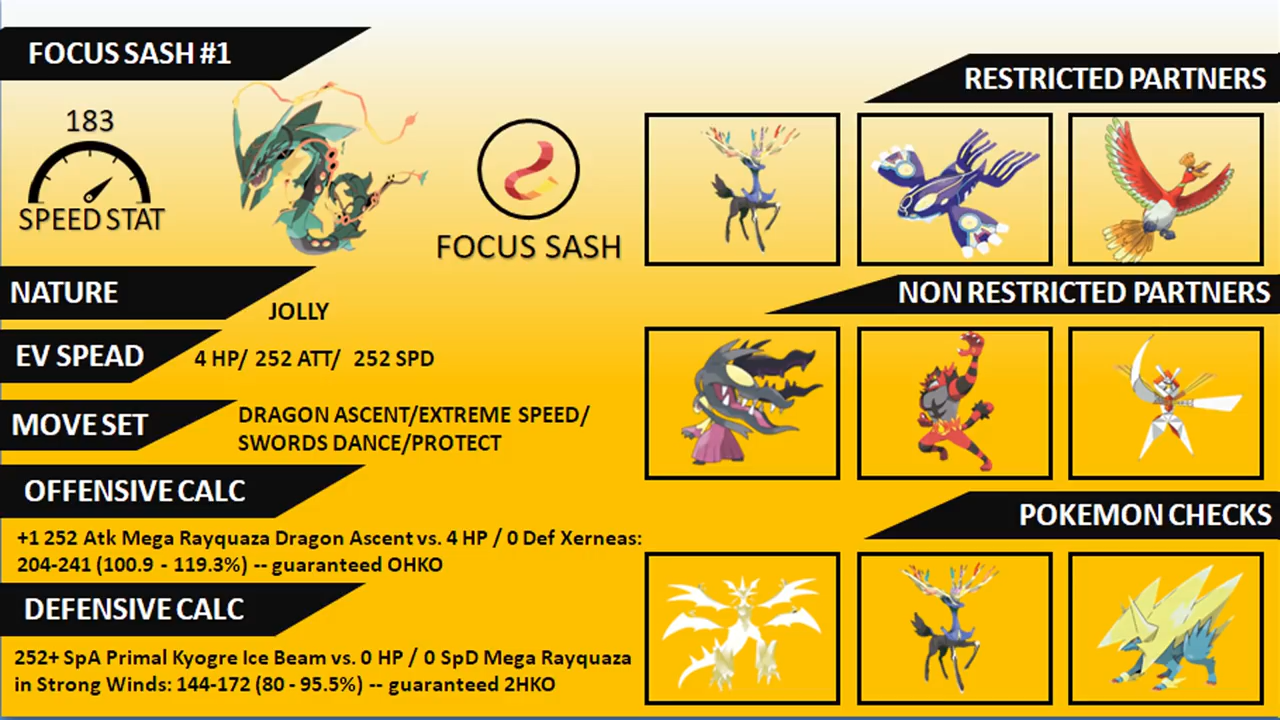 FOCUS SASH #1
183
SPEED STAT
FOCUS SASH
NATURE
JOLLY
EV SPEAD
4 HP/ 252 ATT/ 252 SPD
MOVE SET
DRAGON ASCENT/EXTREME SPEED/
SWORDS DANCE/PROTECT
OFFENSIVE CALC
+1 252 Atk Mega Rayquaza Dragon Ascent vs. 4 HP / 0 Def Xerneas:
204-241 (100.9 - 119.3%) -- guaranteed OHKO
DEFENSIVE CALC
252+ SpA Primal Kyogre Ice Beam vs. 0 HP / 0 SpD Mega Rayquaza
in Strong Winds: 144-172 (80 - 95.5%) -- guaranteed 2HKO
RESTRICTED PARTNERS
NON RESTRICTED PARTNERS
POKEMON CHECKS